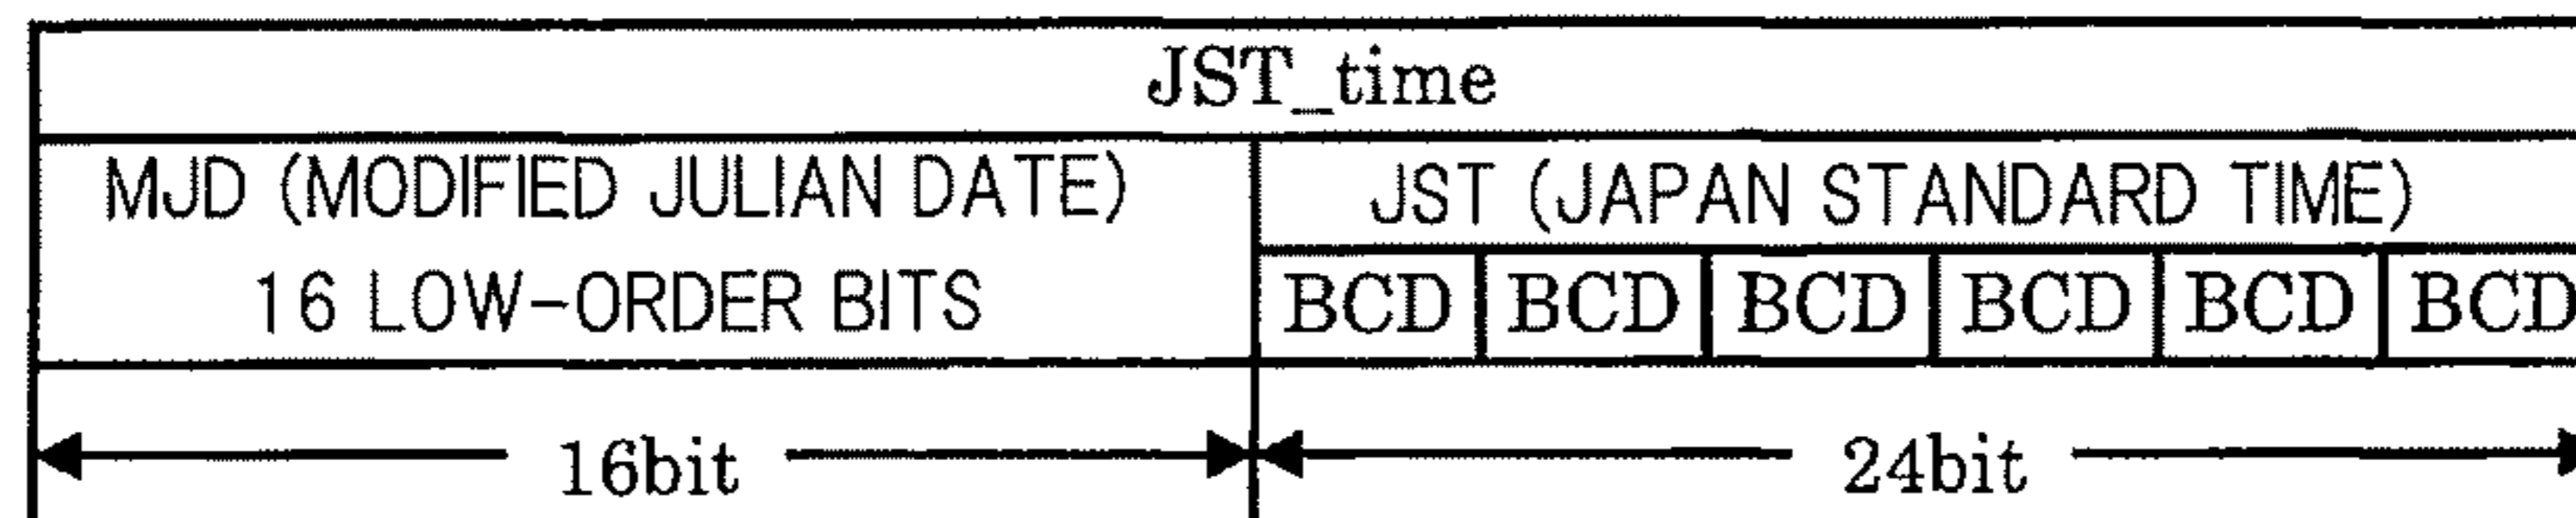 JST_time
MJD (MODIFIED JULIAN DATE)
16 LOW-ORDER BITS
JST (JAPAN STANDARD TIME)
BCD BCD BCD BCD BCD BCD
16bit
24bit